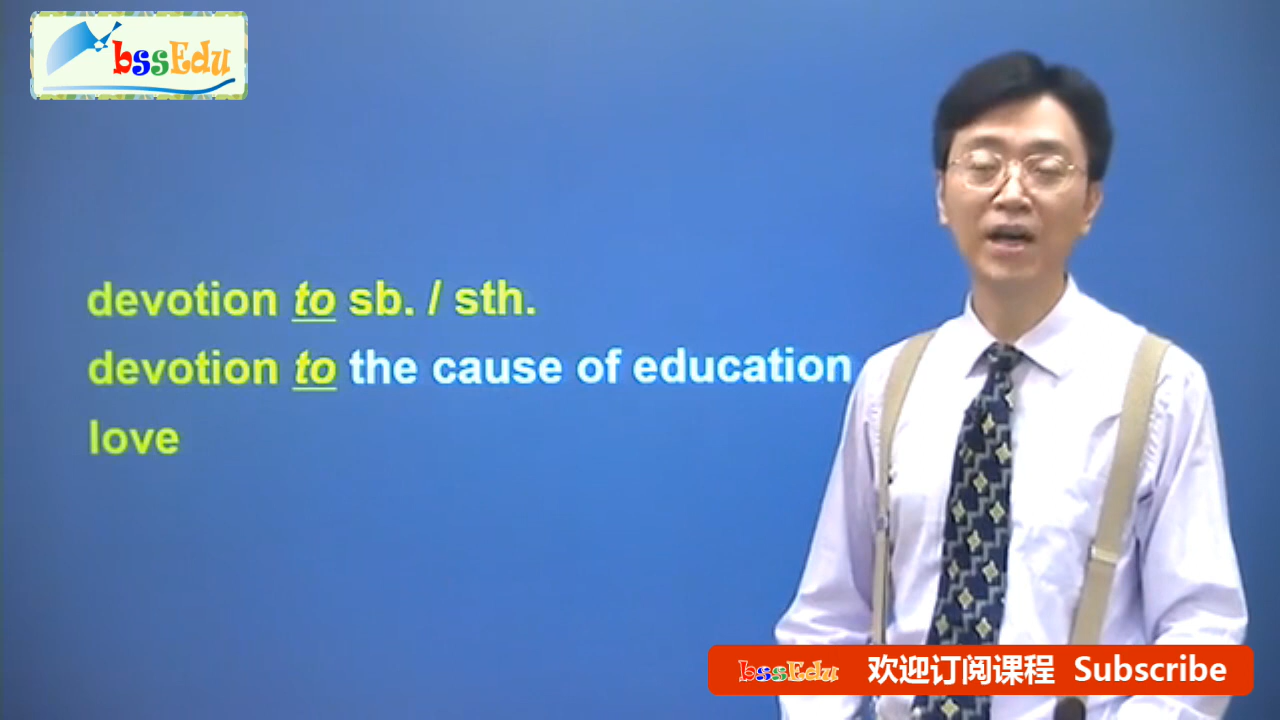 bssEdu
devotion to sb. / sth.
devotion to the cause of education
love
bssEdu 欢迎订阅课程 Subscribe